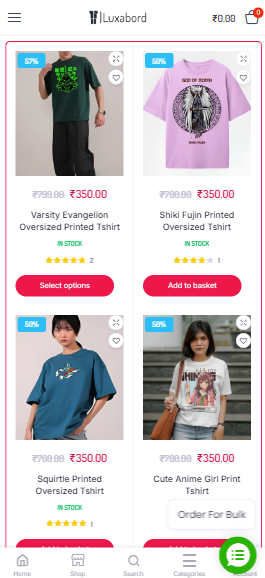 |Luxabord
₹0.00
0
57%
50%
GOD OF DEATH
₹799.00 ₹350.00
₹700.00 ₹350.00
Varsity Evangelion
Oversized Printed Tshirt
Shiki Fujin Printed
Oversized Tshirt
IN STOCK
IN STOCK
2
1
Select options
Add to basket
50%
50%
₹700.00 ₹350.00
₹700.00 ₹350.00
Squirtle Printed
Oversized Tshirt
Cute Anime Girl Print
Tshirt
IN STOCK
1
Order For Bulk
Home
Shop
Search
Categories
Account